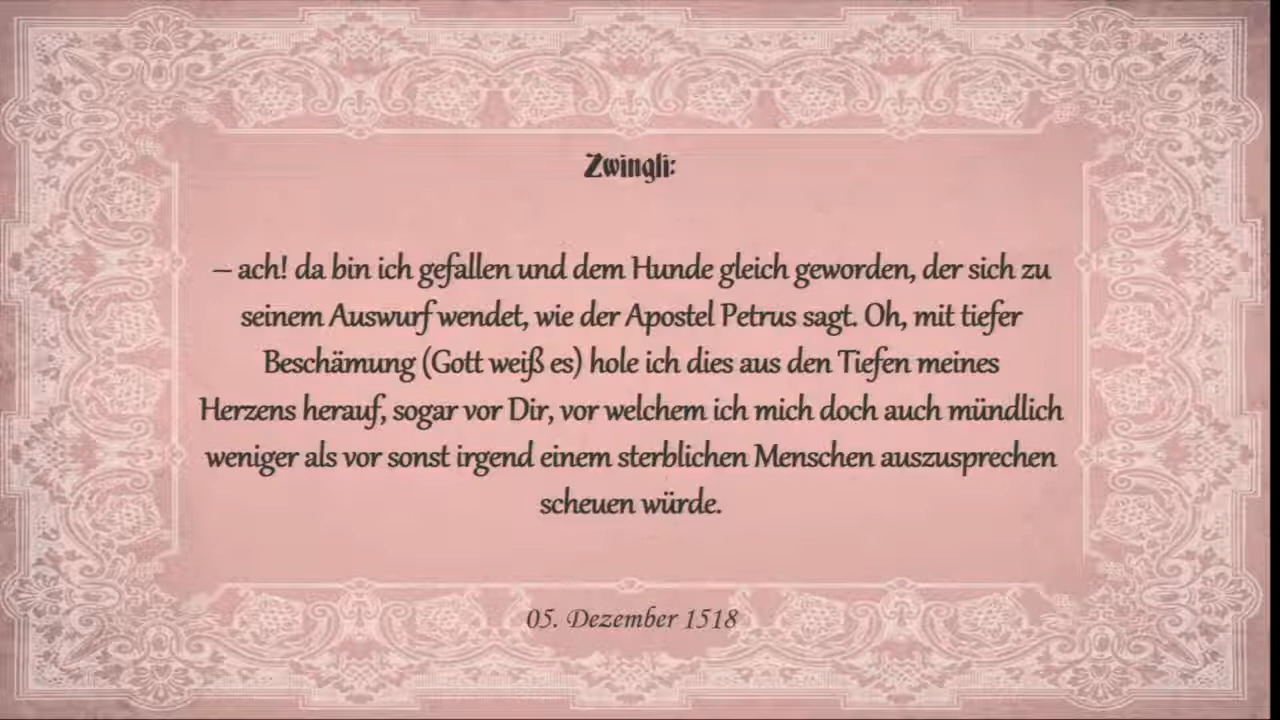 Zwingli:
– ach! da bin ich gefallen und dem Hunde gleich geworden, der sich zu
seinem Auswurf wendet, wie der Apostel Petrus sagt. Oh, mit tiefer
Beschämung (Gott weiß es) hole ich dies aus den Tiefen meines
Herzens herauf, sogar vor Dir, vor welchem ich mich doch auch mündlich
weniger als vor sonst irgend einem sterblichen Menschen auszusprechen
scheuen würde.
05. Dezember 1518